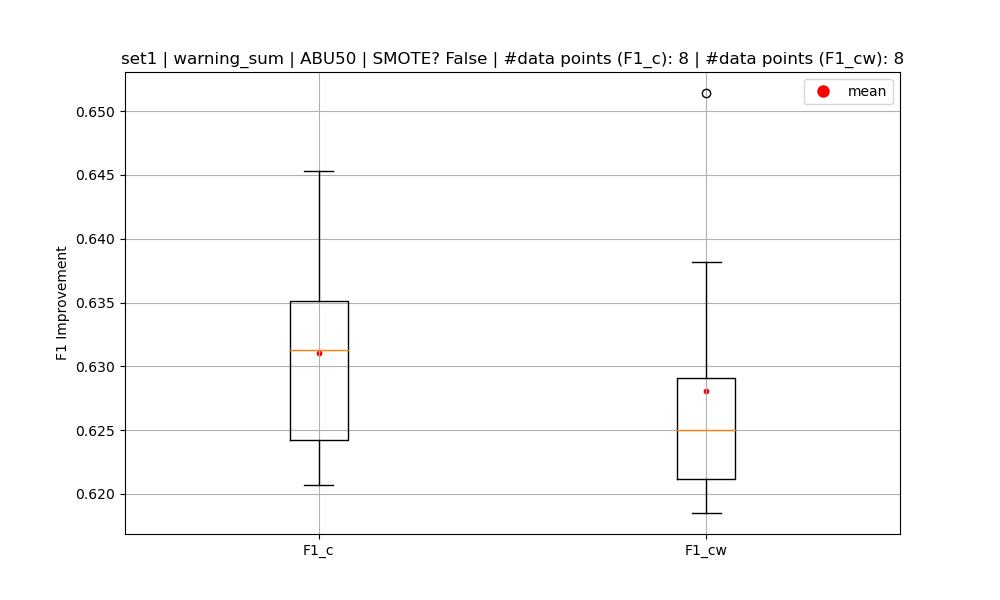 set1 | warning_sum | ABU50 | SMOTE? False | #data points (F1_c): 8 | #data points (F1_cw): 8
mean
0.650
0.645
0.640
0.635
0.630
0.625
0.620
F1 Improvement
F1_c
F1_cw